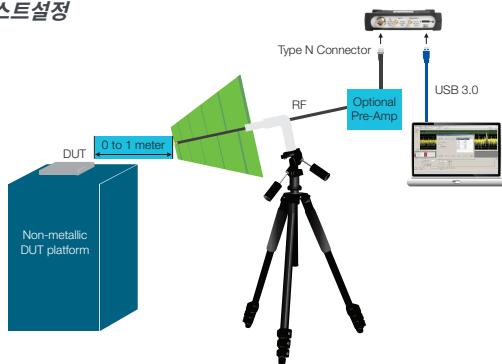 스트설정
Type N Connector
USB 3.0
RF
Optional
Pre-Amp
0 to 1 meter
DUT
Non-metallic
DUT platform